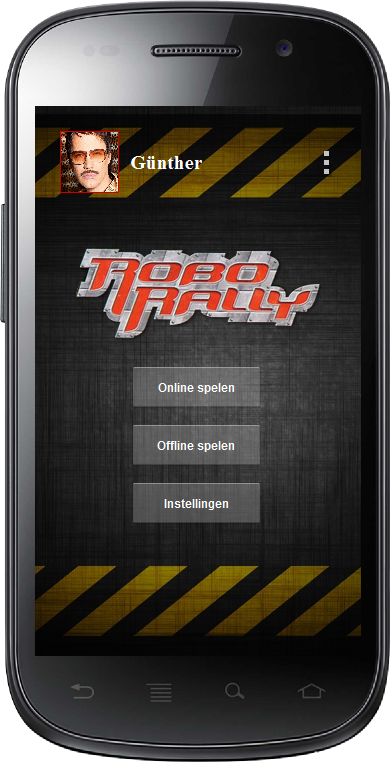 Günther
ROBO
RALLY
Online spelen
Offline spelen
Instellingen